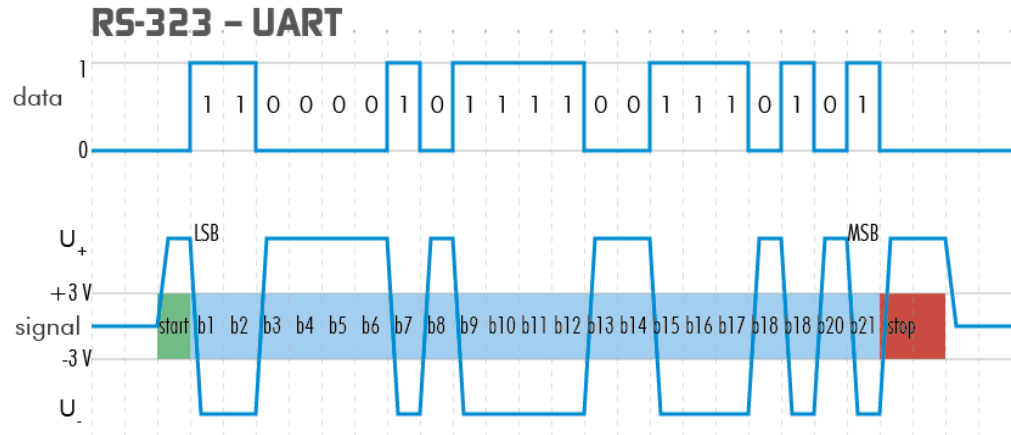 RS-323 – UART
1
data
1 1 0 0 0 0 1 0 1 1 1 1 0 0 1 1 1 0 1 0 1
0
U+
LSB
MSB
+3 V
signal
start b1 b2 b3 b4 b5 b6 b7 b8 b9 b10 b11 b12 b13 b14 b15 b16 b17 b18 b18 b20 b21 stop
-3 V
U-